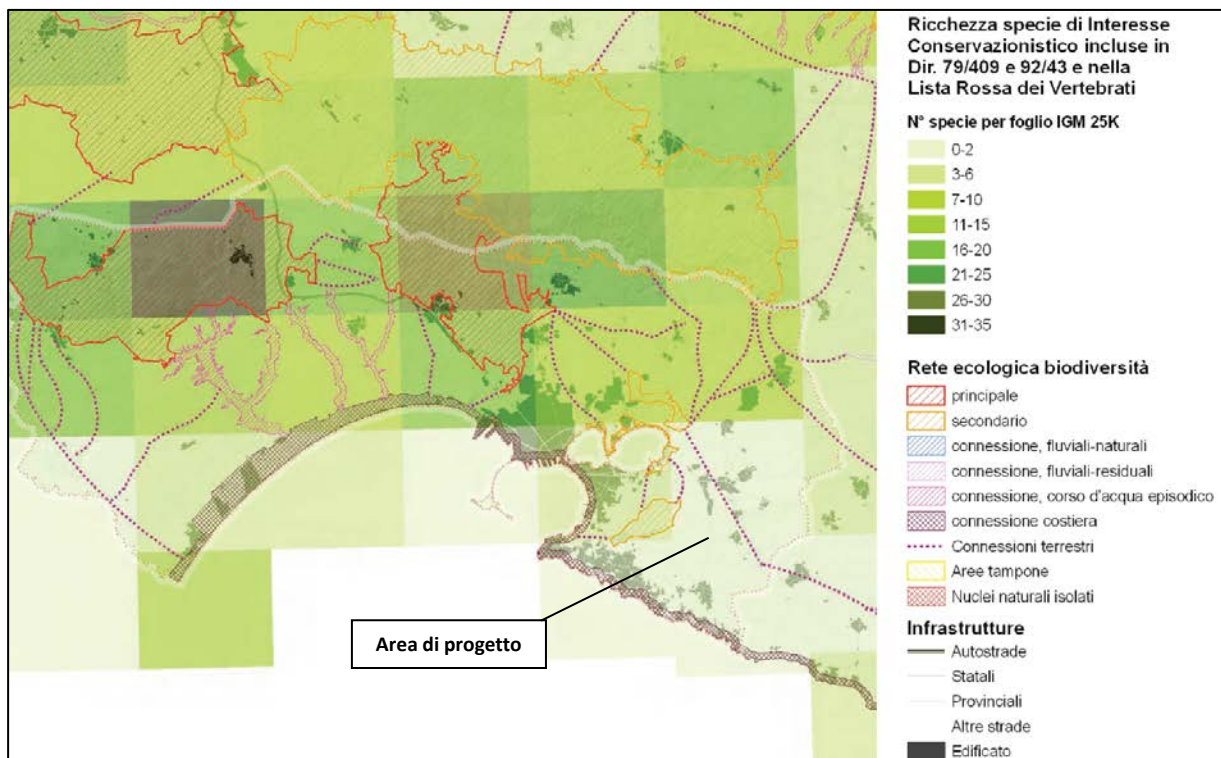 Ricchezza specie di Interesse
Conservazionistico incluse in
Dir. 79/409 e 92/43 e nella
Lista Rossa dei Vertebrati
N° specie per foglio IGM 25K
0-2
3-6
7-10
11-15
16-20
21-25
26-30
31-35
Rete ecologica biodiversità
principale
secondario
connessione, fluviali-naturali
connessione, fluviali-residuali
connessione, corso d'acqua episodico
connessione costiera
Connessioni terrestri
Aree tampone
Nuclei naturali isolati
Infrastrutture
Autostrade
Statali
Provinciali
Altre strade
Edificato
Area di progetto